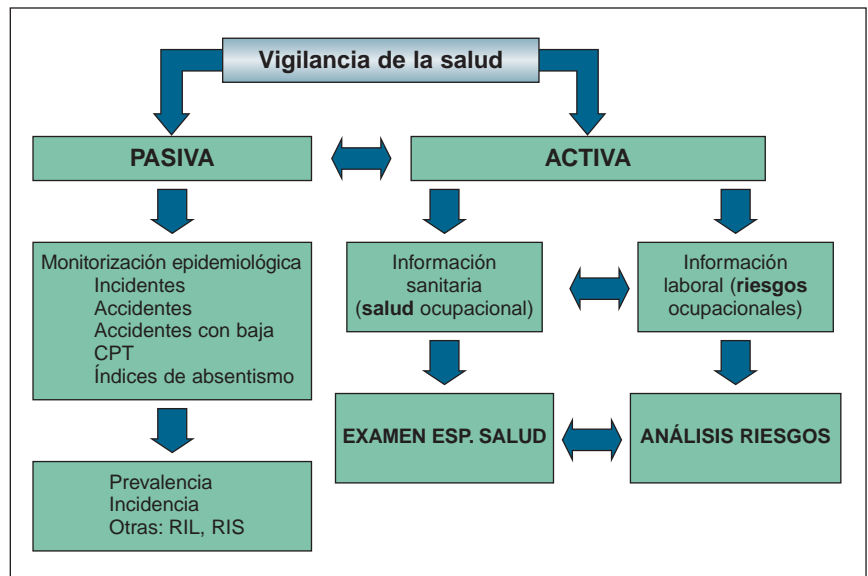 Vigilancia de la salud
PASIVA
ACTIVA
Monitorización epidemiológica
Incidentes
Accidentes
Accidentes con baja
CPT
Índices de absentismo
Información
sanitaria
(salud ocupacional)
Información
laboral (riesgos
ocupacionales)
EXAMEN ESP. SALUD
ANÁLISIS RIESGOS
Prevalencia
Incidencia
Otras: RIL, RIS